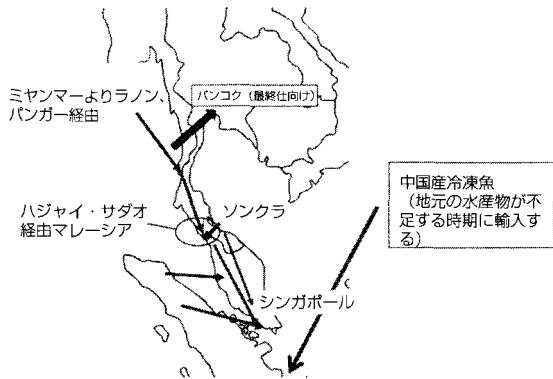 ミヤンマーよりラノン、
パンガー経由
バンコク（最終仕向け）
ハジャイ・サダオ
経由マレーシア
ソンクラ
中国産冷凍魚
（地元の水産物が不
足する時期に輸入す
る）
シンガポール